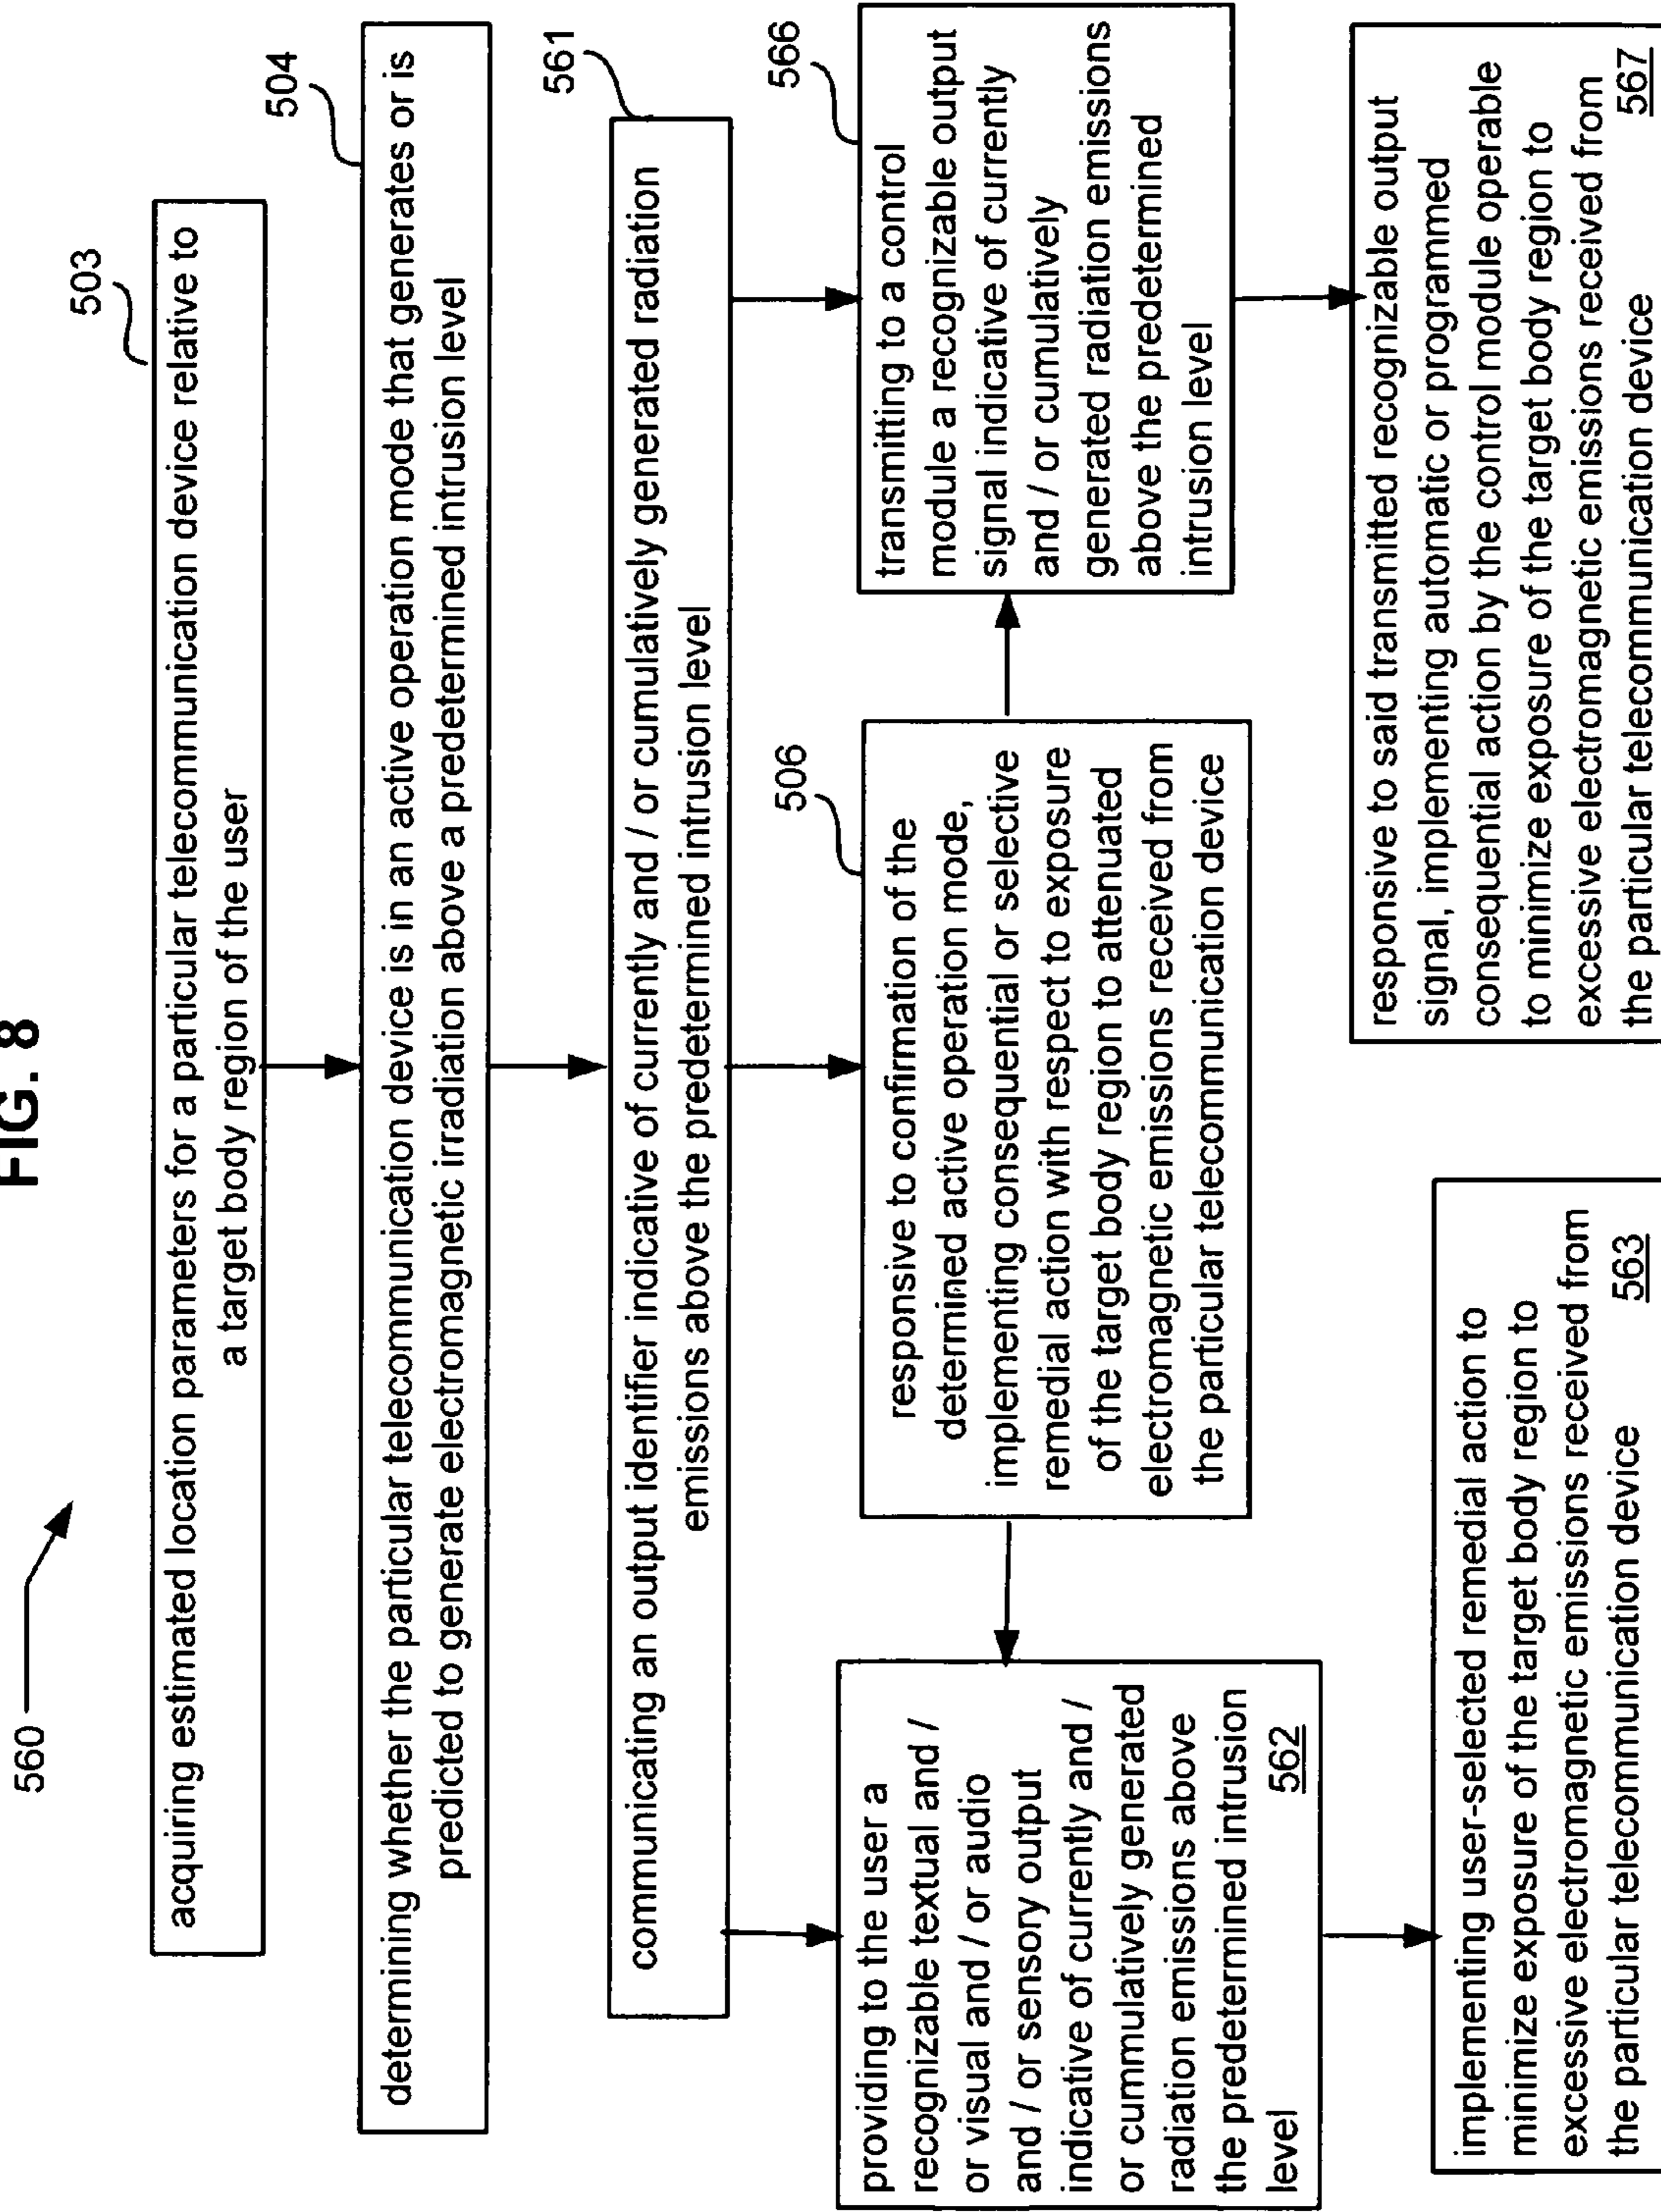 FIG. 8
560
503
acquiring estimated location parameters for a particular telecommunication device relative to
a target body region of the user
504
determining whether the particular telecommunication device is in an active operation mode that generates or is
predicted to generate electromagnetic irradiation above a predetermined intrusion level
561
communicating an output identifier indicative of currently and / or cumulatively generated radiation
emissions above the predetermined intrusion level
providing to the user a
recognizable textual and /
or visual and / or audio
and / or sensory output
indicative of currently and /
or cummulatively generated
radiation emissions above
the predetermined intrusion
level 562
506
responsive to confirmation of the
determined active operation mode,
implementing consequential or selective
remedial action with respect to exposure
of the target body region to attenuated
electromagnetic emissions received from
the particular telecommunication device
566
transmitting to a control
module a recognizable output
signal indicative of currently
and / or cumulatively
generated radiation emissions
above the predetermined
intrusion level
implementing user-selected remedial action to
minimize exposure of the target body region to
excessive electromagnetic emissions received from
the particular telecommunication device 563
responsive to said transmitted recognizable output
signal, implementing automatic or programmed
consequential action by the control module operable
to minimize exposure of the target body region to
excessive electromagnetic emissions received from
the particular telecommunication device 567